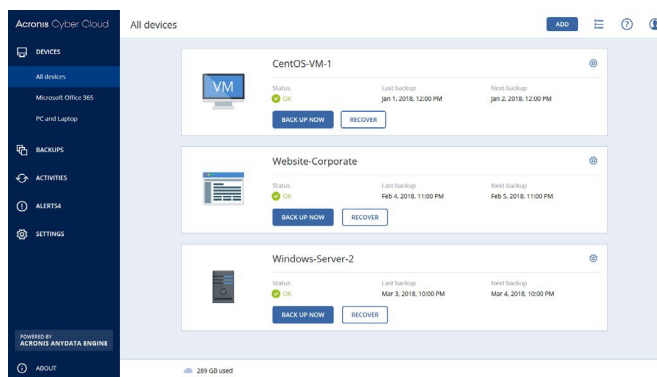 Acronis Cyber Cloud
All devices
ADD
DEVICES
All devices
Microsoft Office 365
PC and Laptop
BACKUPS
ACTIVITIES
ALERTS4
SETTINGS
POWERED BY
ACRONIS ANYDATA ENGINE
ABOUT
CentOS-VM-1
VM
Status Last backup Next backup
OK Jan 1, 2018, 12:00 PM Jan 2, 2018, 12:00 PM
BACK UP NOW RECOVER
Website-Corporate
Status Last backup Next backup
OK Feb 4, 2018, 11:00 PM Feb 5, 2018, 11:00 PM
BACK UP NOW RECOVER
Windows-Server-2
Status Last backup Next backup
OK Mar 3, 2018, 10:00 PM Mar 4, 2018, 10:00 PM
BACK UP NOW RECOVER
289 GB used